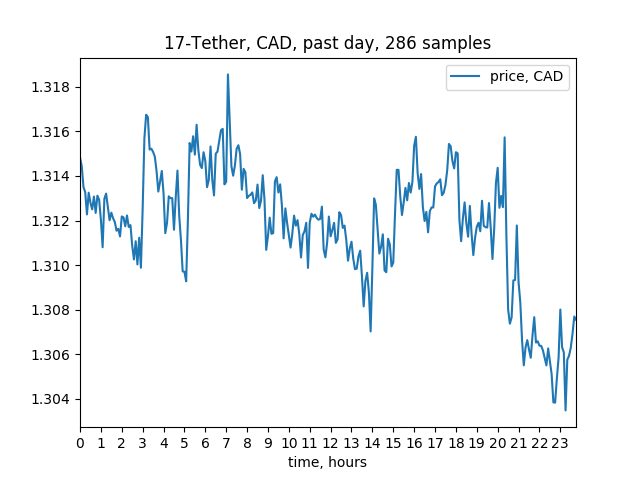 17-Tether, CAD, past day, 286 samples
price, CAD
1.318
1.316
1.314
1.312
1.310
1.308
1.306
1.304
0 1 2 3 4 5 6 7 8 9 10 11 12 13 14 15 16 17 18 19 20 21 22 23
time, hours